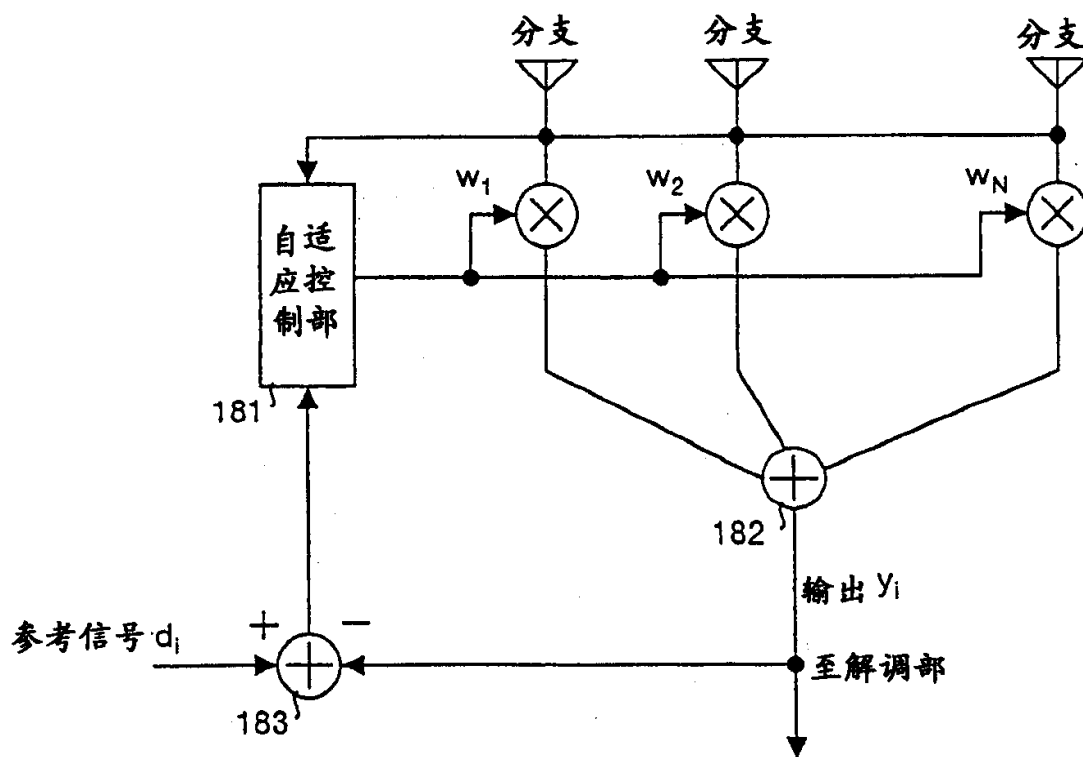 分支
分支
分支
w1
w2
wN
自适
应控
制部
181
182
输出 yi
参考信号 di
+
−
183
至解调部